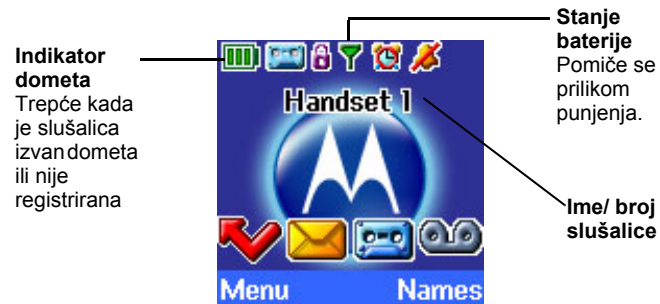 Indikator
dometa
Trepće kada
je slušalica
izvan dometa
ili nije
registrirana
Stanje
baterije
Pomiče se
prilikom
punjenja.
Handset 1
Ime/ broj
slušalice
Menu Names